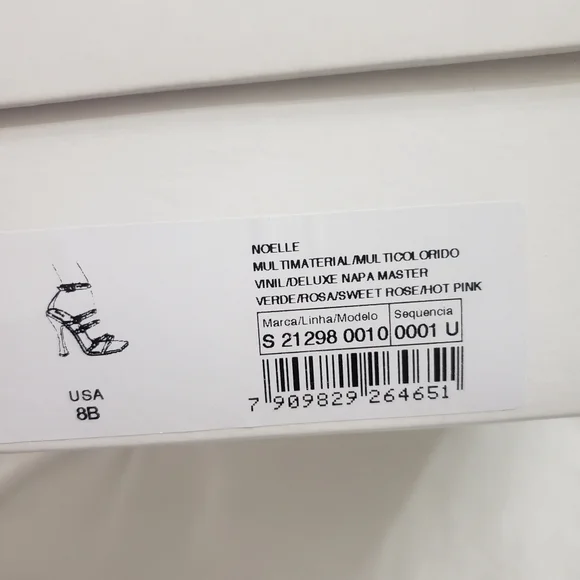 NOELLE
MULTIMATERIAL/MULTICOLORIDO
VINIL/DELUXE NAPA MASTER
VERDE/ROSA/SWEET ROSE/HOT PINK
Marca/Linha/Modelo Sequencia
S 21298 0010 0001 U
7 909829 264651
USA
8B